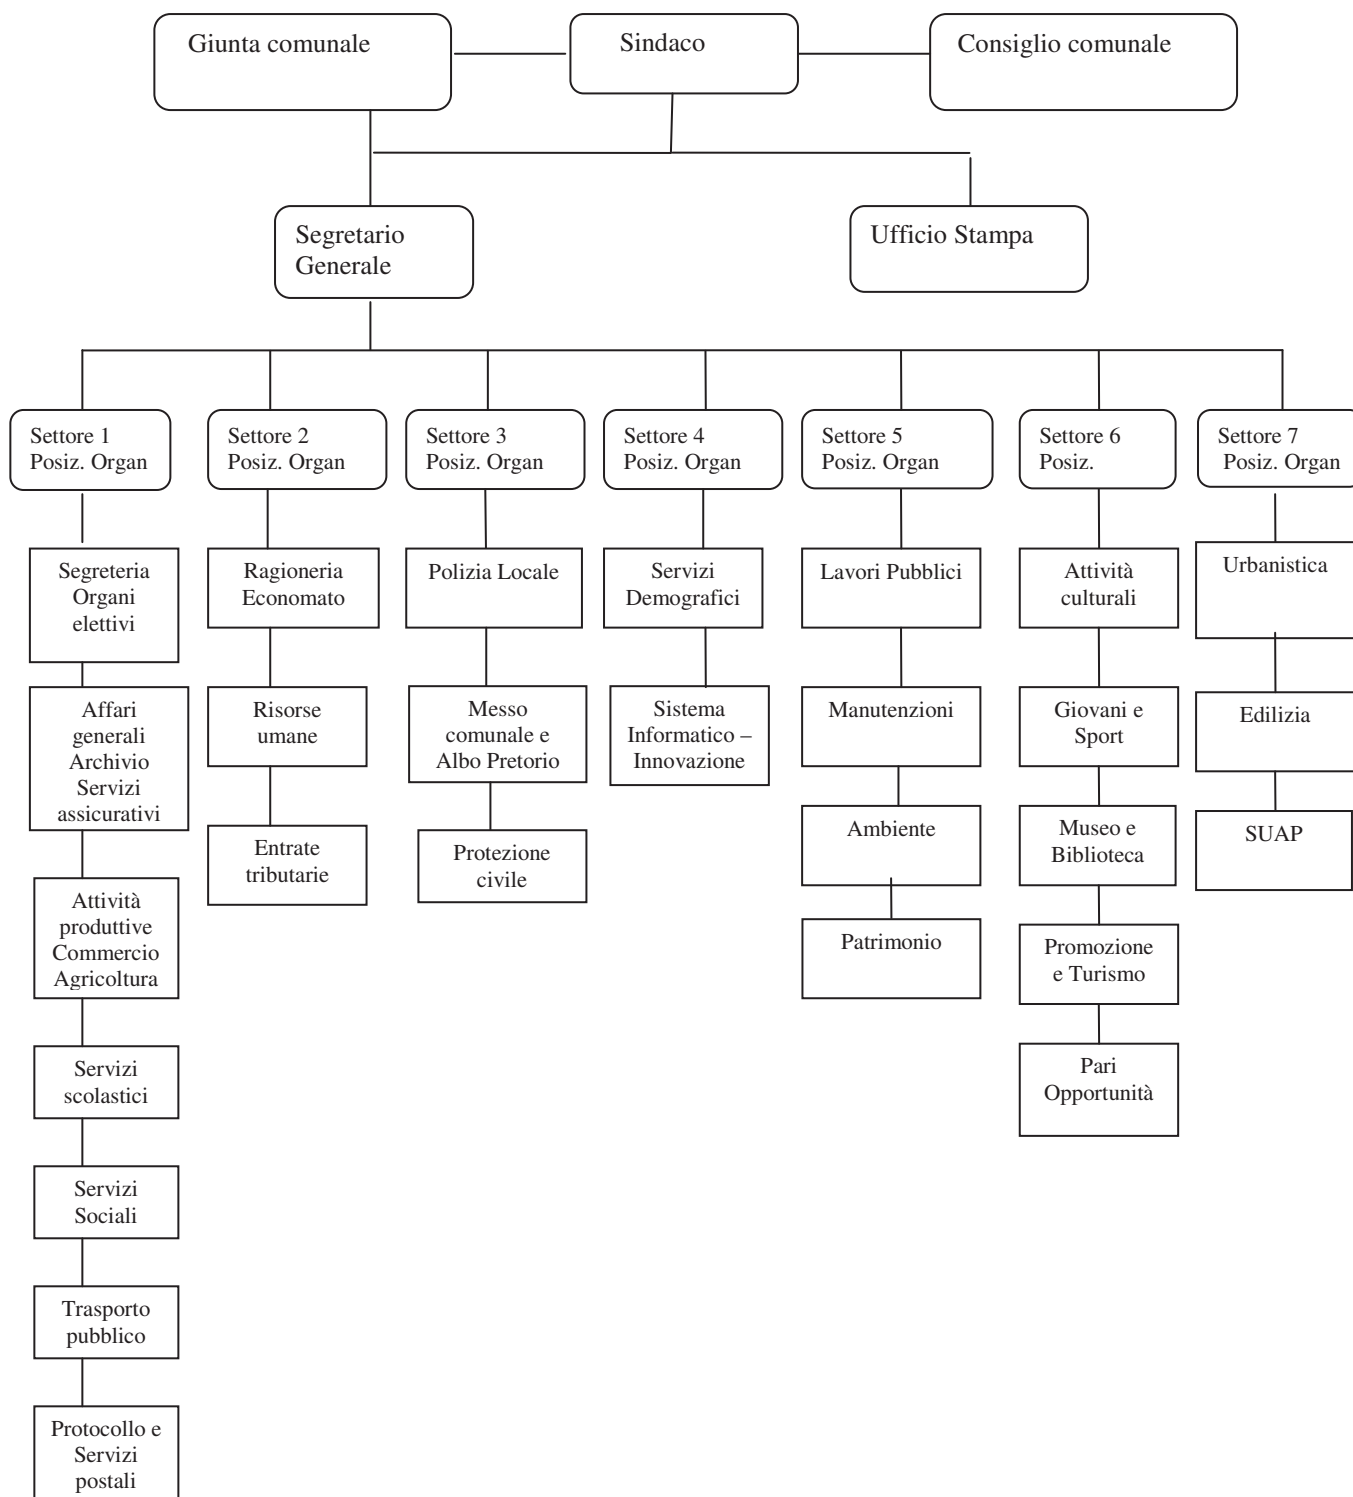 Giunta comunale
Sindaco
Consiglio comunale
Segretario
Generale
Ufficio Stampa
Settore 1
Posiz. Organ
Settore 2
Posiz. Organ
Settore 3
Posiz. Organ
Settore 4
Posiz. Organ
Settore 5
Posiz. Organ
Settore 6
Posiz.
Settore 7
Posiz. Organ
Segreteria
Organi
elettivi
Affari
generali
Archivio
Servizi
assicurativi
Attività
produttive
Commercio
Agricoltura
Servizi
scolastici
Servizi
Sociali
Trasporto
pubblico
Protocollo e
Servizi
postali
Ragioneria
Economato
Risorse
umane
Entrate
tributarie
Polizia Locale
Messo
comunale e
Albo Pretorio
Protezione
civile
Servizi
Demografici
Sistema
Informatico –
Innovazione
Lavori Pubblici
Manutenzioni
Ambiente
Patrimonio
Attività
culturali
Giovani e
Sport
Museo e
Biblioteca
Promozione
e Turismo
Pari
Opportunità
Urbanistica
Edilizia
SUAP